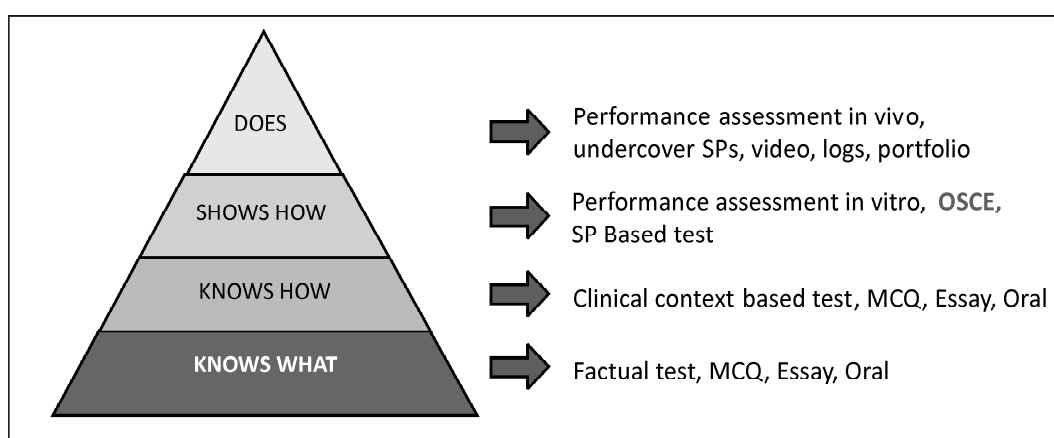 DOES
Performance assessment in vivo,
undercover SPs, video, logs, portfolio
SHOWS HOW
Performance assessment in vitro, OSCE,
SP Based test
KNOWS HOW
Clinical context based test, MCQ, Essay, Oral
KNOWS WHAT
Factual test, MCQ, Essay, Oral